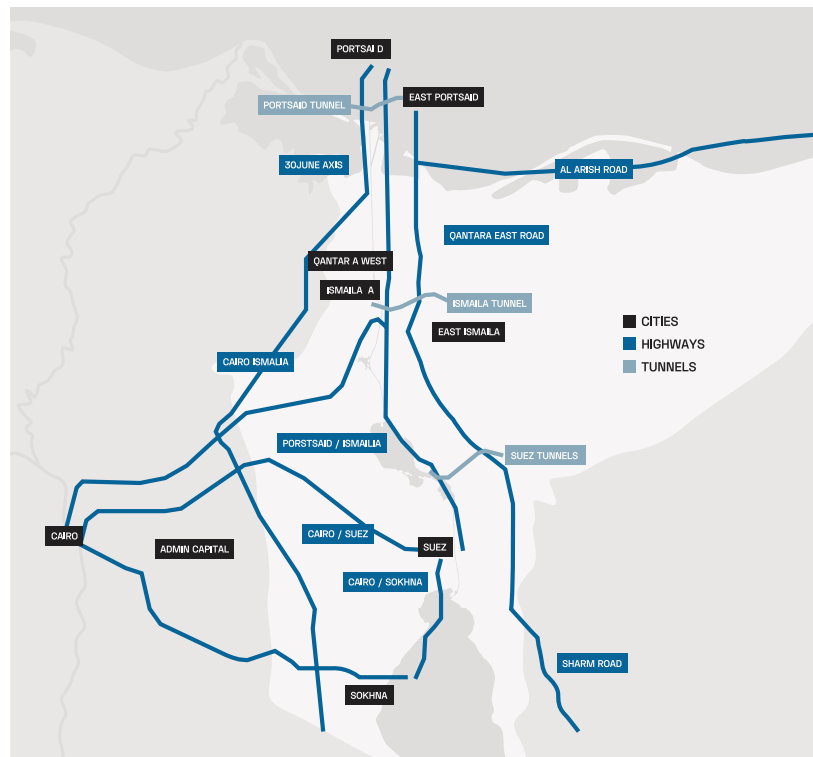 PORTSAI D
EAST PORTSAID
PORTSAID TUNNEL
30JUNE AXIS
AL ARISH ROAD
QANTARA EAST ROAD
QANTAR A WEST
ISMAILA A
ISMAILA TUNNEL
EAST ISMAILA
CITIES
HIGHWAYS
TUNNELS
CAIRO ISMALIA
PORSTSAID / ISMAILIA
SUEZ TUNNELS
CAIRO
CAIRO / SUEZ
ADMIN CAPITAL
SUEZ
CAIRO / SOKHNA
SHARM ROAD
SOKHNA